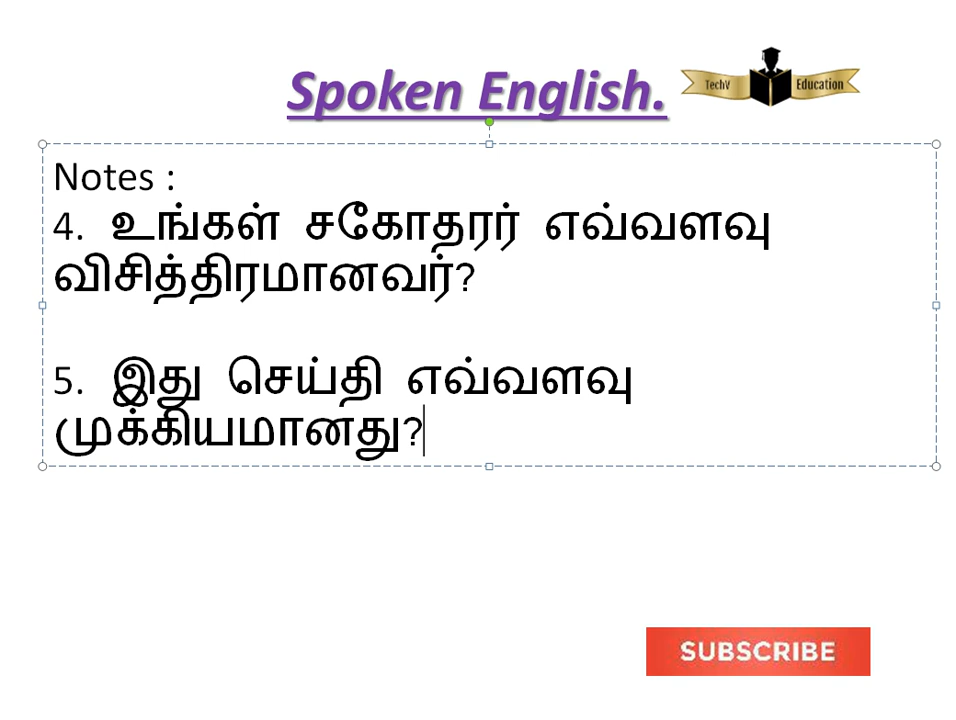 Spoken English.
TechV Education
Notes :
4. உங்கள் சகோதரர் எவ்வளவு
விசித்திரமானவர்?
5. இது செய்தி எவ்வளவு
முக்கியமானது?
SUBSCRIBE